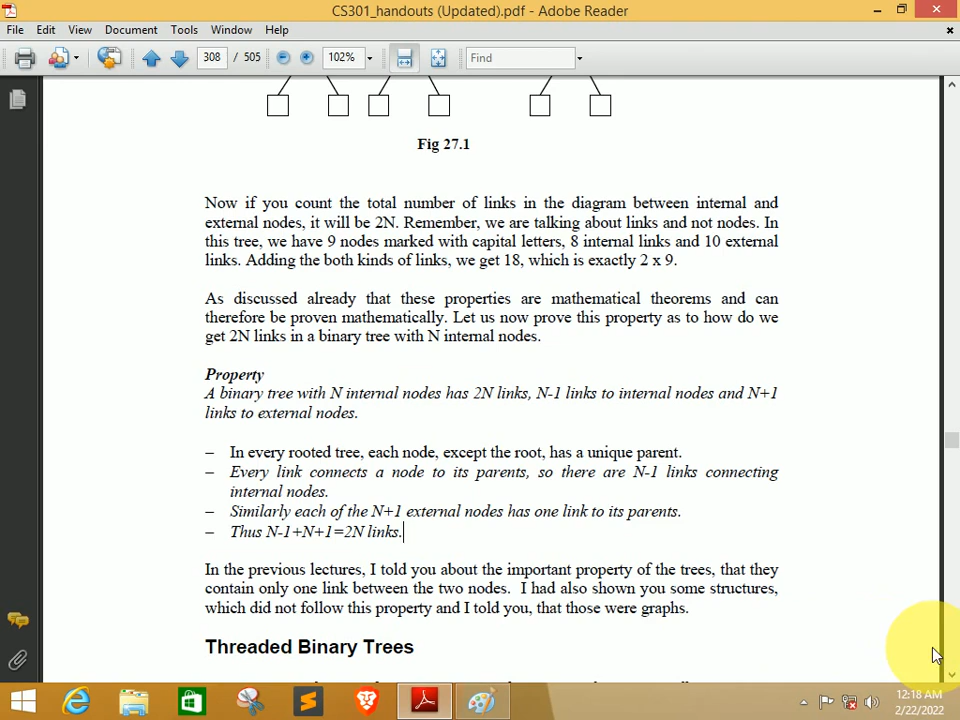 CS301_handouts (Updated).pdf - Adobe Reader
File Edit View Document Tools Window Help
308 / 505 102% Find
Fig 27.1
Now if you count the total number of links in the diagram between internal and
external nodes, it will be 2N. Remember, we are talking about links and not nodes. In
this tree, we have 9 nodes marked with capital letters, 8 internal links and 10 external
links. Adding the both kinds of links, we get 18, which is exactly 2 x 9.
As discussed already that these properties are mathematical theorems and can
therefore be proven mathematically. Let us now prove this property as to how do we
get 2N links in a binary tree with N internal nodes.
Property
A binary tree with N internal nodes has 2N links, N-1 links to internal nodes and N+1
links to external nodes.
– In every rooted tree, each node, except the root, has a unique parent.
– Every link connects a node to its parents, so there are N-1 links connecting
internal nodes.
– Similarly each of the N+1 external nodes has one link to its parents.
– Thus N-1+N+1=2N links.
In the previous lectures, I told you about the important property of the trees, that they
contain only one link between the two nodes. I had also shown you some structures,
which did not follow this property and I told you, that those were graphs.
Threaded Binary Trees
12:18 AM
2/22/2022